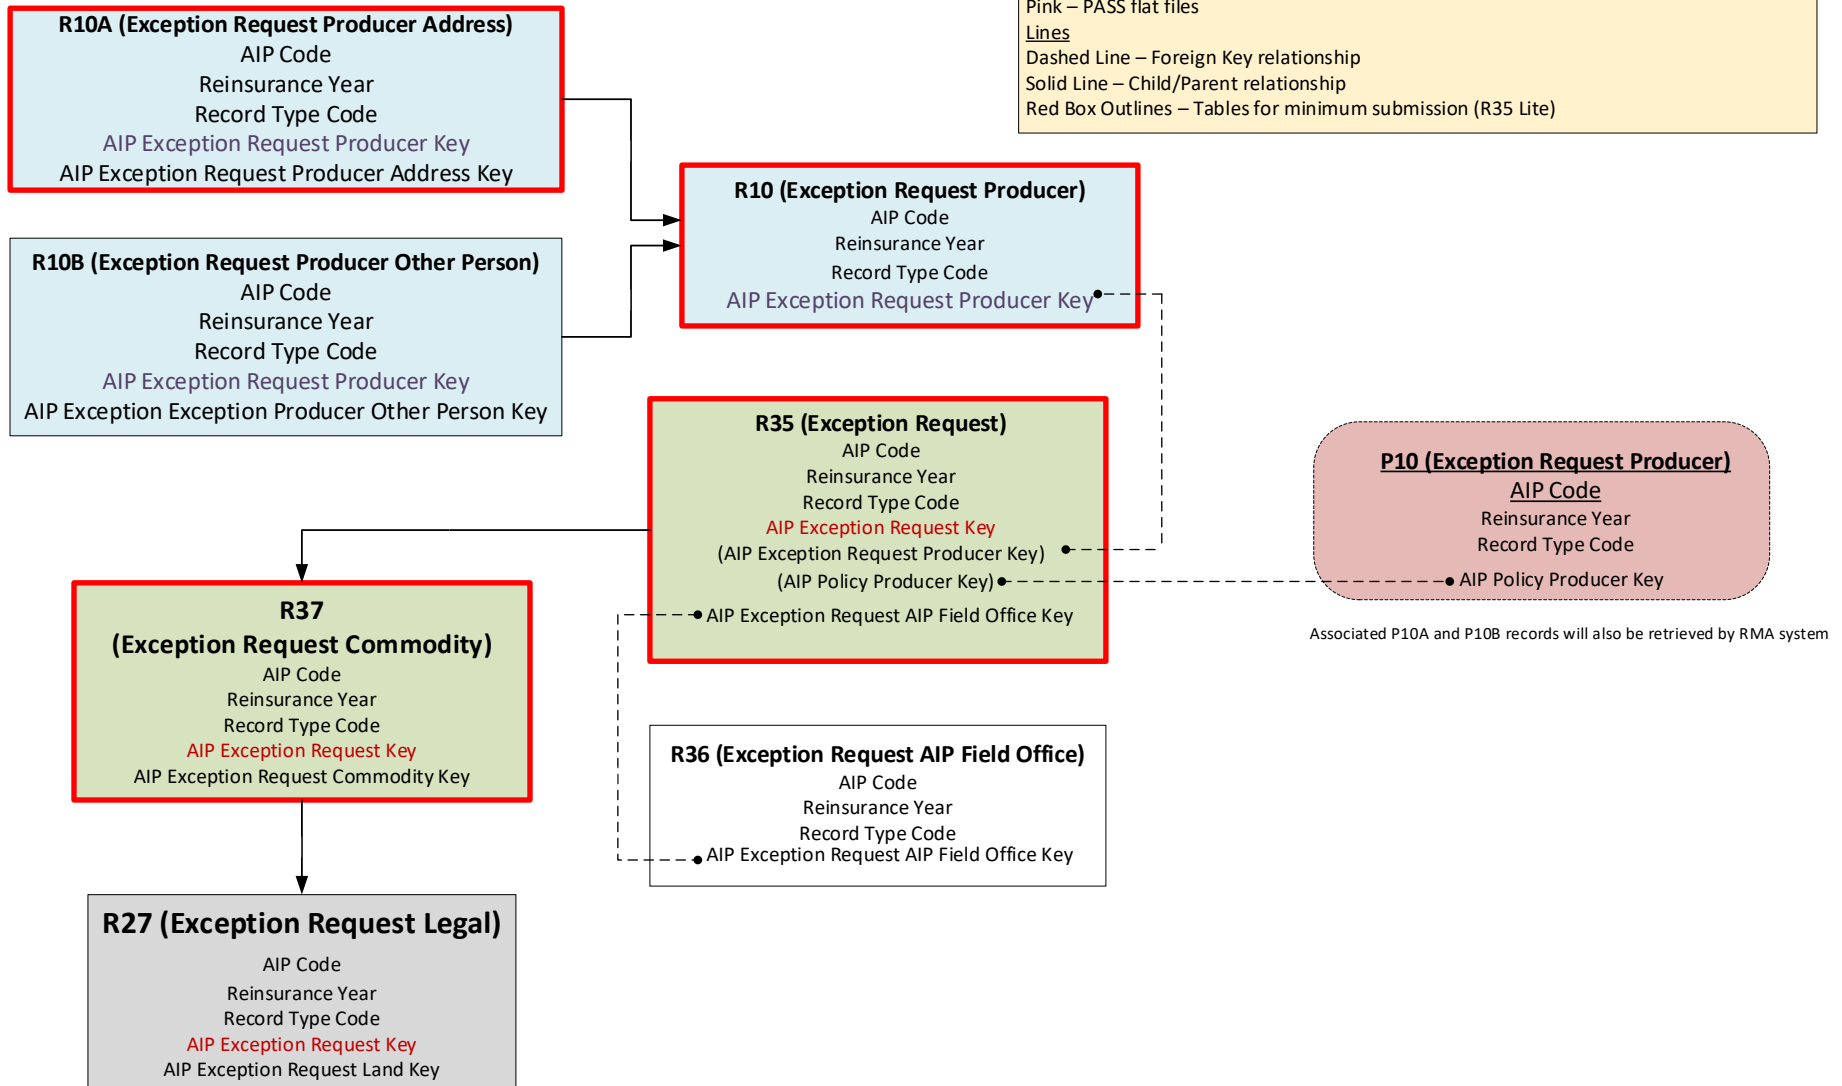 R10A (Exception Request Producer Address)
AIP Code
Reinsurance Year
Record Type Code
AIP Exception Request Producer Key
AIP Exception Request Producer Address Key
Pink – PASS flat files
Lines
Dashed Line – Foreign Key relationship
Solid Line – Child/Parent relationship
Red Box Outlines – Tables for minimum submission (R35 Lite)
R10 (Exception Request Producer)
AIP Code
Reinsurance Year
Record Type Code
AIP Exception Request Producer Key
R10B (Exception Request Producer Other Person)
AIP Code
Reinsurance Year
Record Type Code
AIP Exception Request Producer Key
AIP Exception Exception Producer Other Person Key
R35 (Exception Request)
AIP Code
Reinsurance Year
Record Type Code
AIP Exception Request Key
(AIP Exception Request Producer Key)
(AIP Policy Producer Key)
AIP Exception Request AIP Field Office Key
P10 (Exception Request Producer)
AIP Code
Reinsurance Year
Record Type Code
AIP Policy Producer Key
Associated P10A and P10B records will also be retrieved by RMA system
R37
(Exception Request Commodity)
AIP Code
Reinsurance Year
Record Type Code
AIP Exception Request Key
AIP Exception Request Commodity Key
R36 (Exception Request AIP Field Office)
AIP Code
Reinsurance Year
Record Type Code
AIP Exception Request AIP Field Office Key
R27 (Exception Request Legal)
AIP Code
Reinsurance Year
Record Type Code
AIP Exception Request Key
AIP Exception Request Land Key